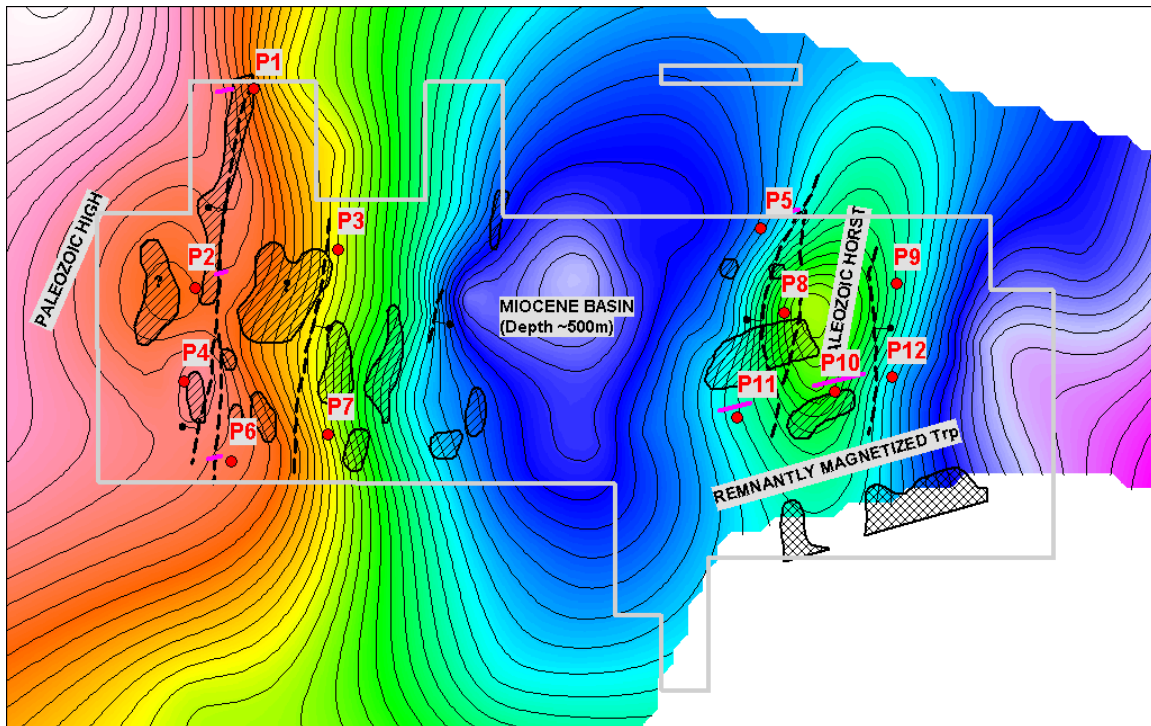 P1
PALEOZOIC HIGH
P2
P3
P4
P6
P7
?
?
MIOCENE BASIN
(Depth ~500m)
P5
P8
ALEOZOIC HORST
P9
P10
P12
P11
REMNANTLY MAGNETIZED Trp